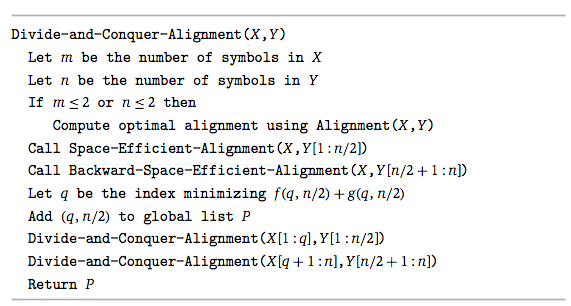 Divide-and-Conquer-Alignment(X,Y)
Let m be the number of symbols in X
Let n be the number of symbols in Y
If m ≤ 2 or n ≤ 2 then
Compute optimal alignment using Alignment(X,Y)
Call Space-Efficient-Alignment(X,Y[1:n/2])
Call Backward-Space-Efficient-Alignment(X,Y[n/2+1:n])
Let q be the index minimizing f(q,n/2)+g(q,n/2)
Add (q,n/2) to global list P
Divide-and-Conquer-Alignment(X[1:q],Y[1:n/2])
Divide-and-Conquer-Alignment(X[q+1:n],Y[n/2+1:n])
Return P